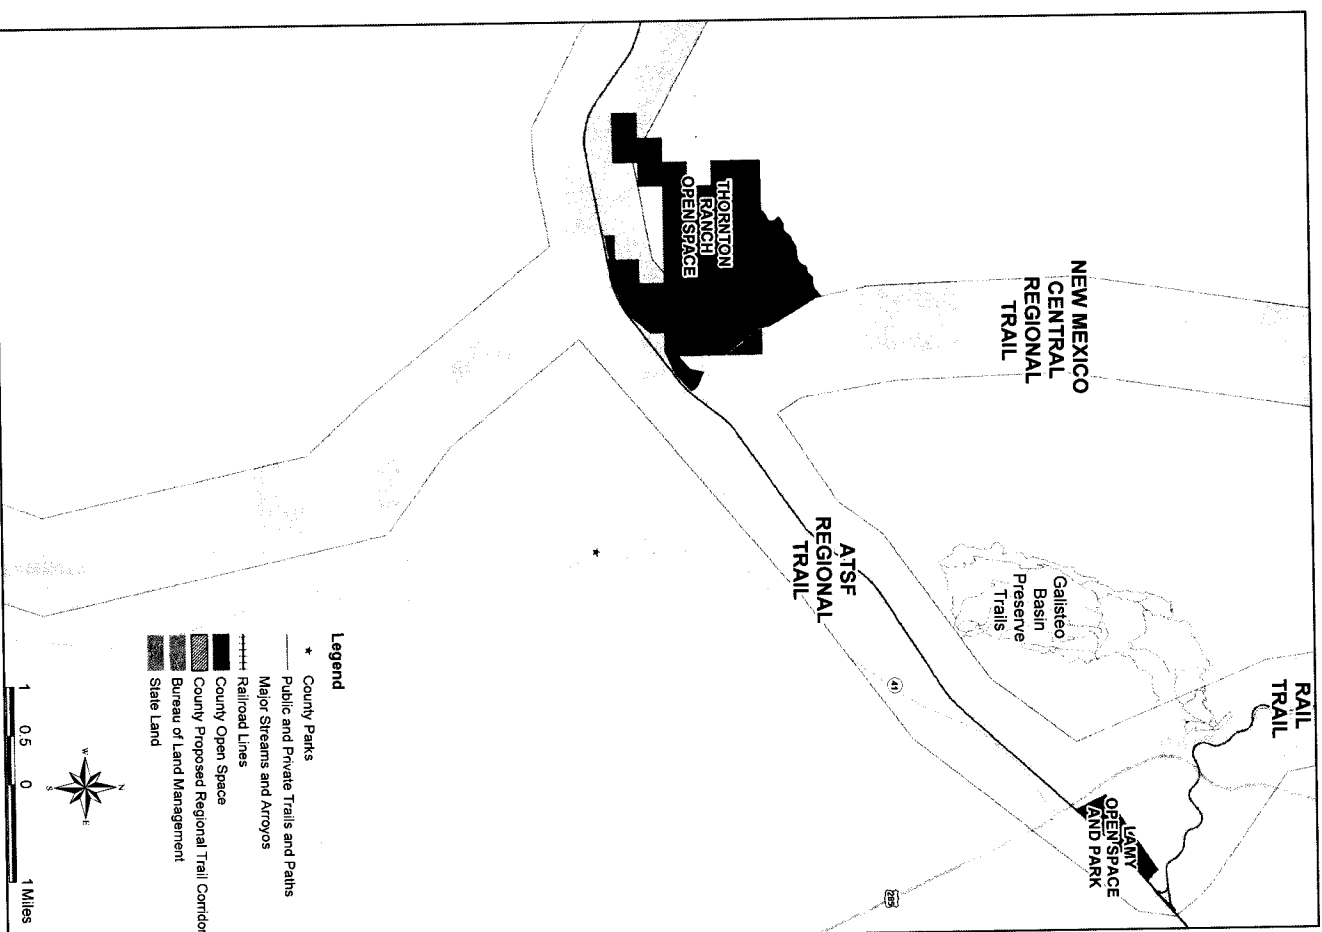 NEW MEXICO
CENTRAL
REGIONAL
TRAIL
THORNTON
RANCH
OPEN SPACE
ATSF
REGIONAL
TRAIL
Galisteo
Basin
Preserve
Trails
RAIL
TRAIL
LAMY
OPEN SPACE
AND PARK
41
285
Legend
County Parks
Public and Private Trails and Paths
Major Streams and Arroyos
Railroad Lines
County Open Space
County Proposed Regional Trail Corridor
Bureau of Land Management
State Land
N
W
E
S
1 0.5 0 1 Miles